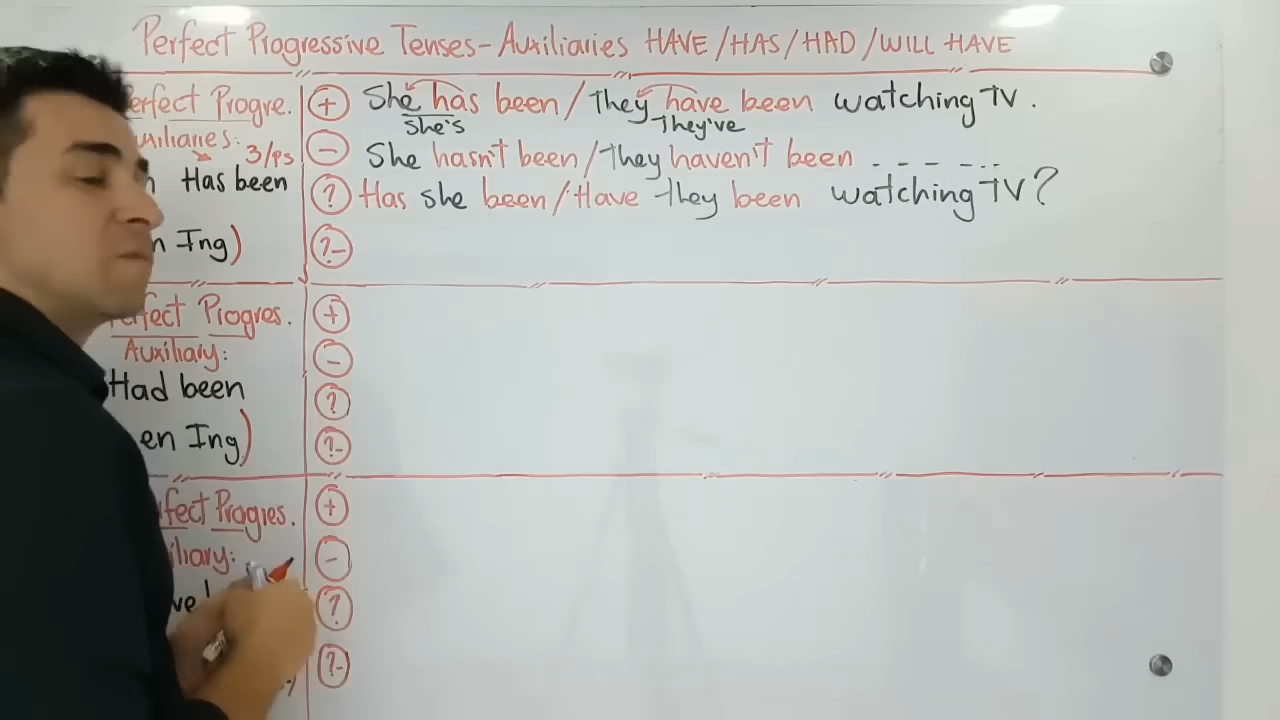 Perfect Progressive Tenses-Auxiliaries HAVE/HAS/HAD/WILL HAVE
Perfect Progre.
Auxiliaries:
3/ps
Has been
Ing)
(+) She has been/They have been watching TV.
She's They've
(-) She hasn't been/They haven't been _ _ _ _ ...
(?) Has she been/Have they been watching TV?
(?-)
Perfect Progres.
Auxiliary:
Had been
en Ing)
(+)
(-)
(?)
(?-)
Perfect Progres.
Auxiliary:
(+)
(-)
(?)
(?-)